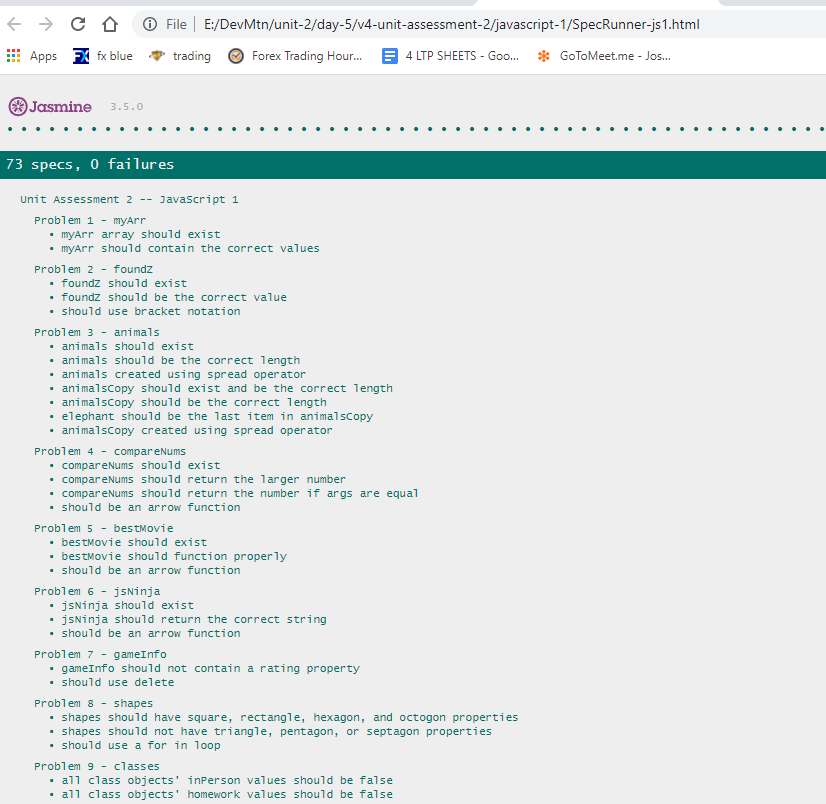 File | E:/DevMtn/unit-2/day-5/v4-unit-assessment-2/javascript-1/SpecRunner-js1.html
Apps fx blue trading Forex Trading Hour... 4 LTP SHEETS - Goo... GoToMeet.me - Jos...
Jasmine 3.5.0
73 specs, 0 failures
Unit Assessment 2 -- JavaScript 1
Problem 1 - myArr
• myArr array should exist
• myArr should contain the correct values
Problem 2 - foundZ
• foundZ should exist
• foundZ should be the correct value
• should use bracket notation
Problem 3 - animals
• animals should exist
• animals should be the correct length
• animals created using spread operator
• animalsCopy should exist and be the correct length
• animalsCopy should be the correct length
• elephant should be the last item in animalsCopy
• animalsCopy created using spread operator
Problem 4 - compareNums
• compareNums should exist
• compareNums should return the larger number
• compareNums should return the number if args are equal
• should be an arrow function
Problem 5 - bestMovie
• bestMovie should exist
• bestMovie should function properly
• should be an arrow function
Problem 6 - jsNinja
• jsNinja should exist
• jsNinja should return the correct string
• should be an arrow function
Problem 7 - gameInfo
• gameInfo should not contain a rating property
• should use delete
Problem 8 - shapes
• shapes should have square, rectangle, hexagon, and octogon properties
• shapes should not have triangle, pentagon, or septagon properties
• should use a for in loop
Problem 9 - classes
• all class objects' inPerson values should be false
• all class objects' homework values should be false